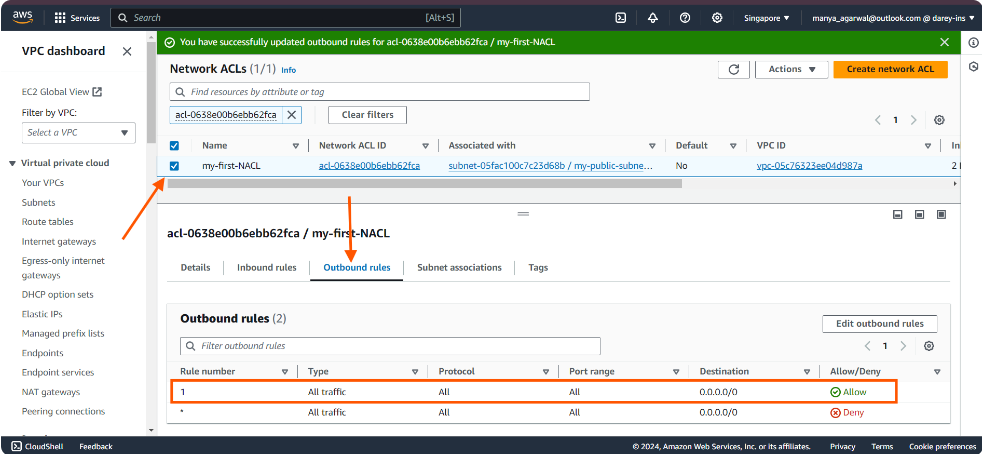 aws Services Search [Alt+S] Singapore manya_agarwal@outlook.com @ darey-ins
VPC dashboard
EC2 Global View
Filter by VPC:
Select a VPC
Virtual private cloud
Your VPCs
Subnets
Route tables
Internet gateways
Egress-only internet
gateways
DHCP option sets
Elastic IPs
Managed prefix lists
Endpoints
Endpoint services
NAT gateways
Peering connections
You have successfully updated outbound rules for acl-0638e00b6ebb62fca / my-first-NACL
Network ACLs (1/1) Info
Actions Create network ACL
Find resources by attribute or tag
acl-0638e00b6ebb62fca Clear filters
1
Name Network ACL ID Associated with Default VPC ID
my-first-NACL acl-0638e00b6ebb62fca subnet-05fac100c7c23d68b / my-public-subne... No vpc-05c76323ee04d987a 2
acl-0638e00b6ebb62fca / my-first-NACL
Details Inbound rules Outbound rules Subnet associations Tags
Outbound rules (2)
Edit outbound rules
Filter outbound rules
1
Rule number Type Protocol Port range Destination Allow/Deny
1 All traffic All All 0.0.0.0/0 Allow
* All traffic All All 0.0.0.0/0 Deny
CloudShell Feedback © 2024, Amazon Web Services, Inc. or its affiliates. Privacy Terms Cookie preferences